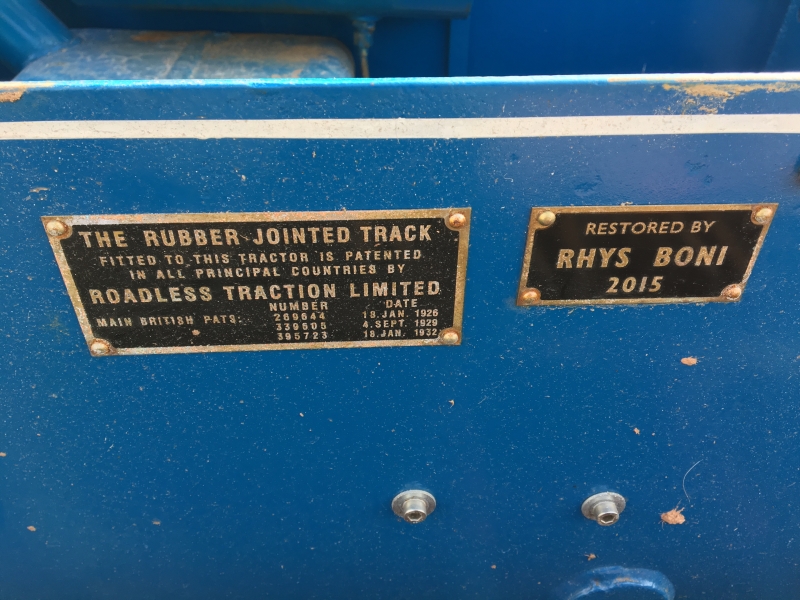 THE RUBBER JOINTED TRACK
FITTED TO THIS TRACTOR IS PATENTED
IN ALL PRINCIPAL COUNTRIES BY
ROADLESS TRACTION LIMITED
NUMBER DATE
MAIN BRITISH PATS: 269644 18.JAN. 1926
339605 4.SEPT. 1929
395723 18.JAN. 1932
RESTORED BY
RHYS BONI
2015